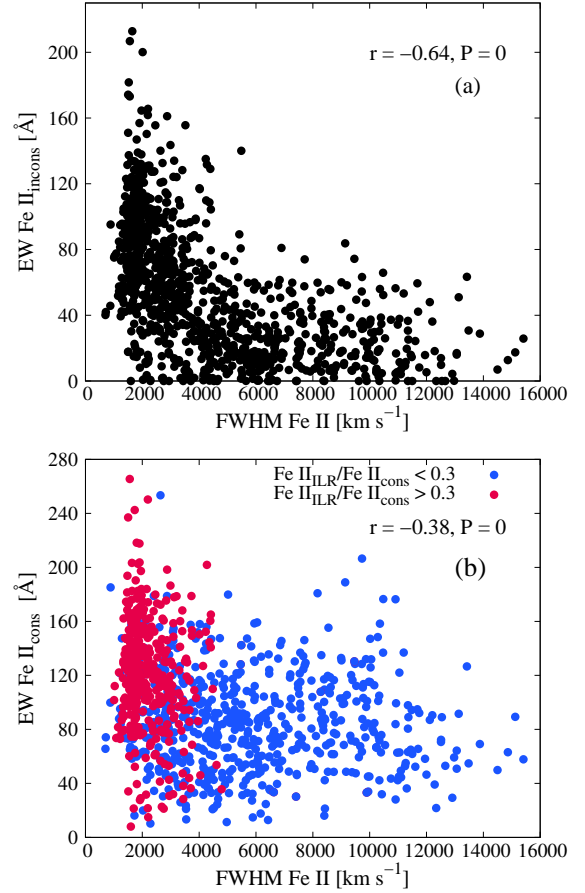 r = −0.64, P = 0
(a)
EW Fe II_incons [Å]
200
160
120
80
40
0
0 2000 4000 6000 8000 10000 12000 14000 16000
FWHM Fe II [km s⁻¹]
280
Fe II_ILR/Fe II_cons < 0.3
Fe II_ILR/Fe II_cons > 0.3
r = −0.38, P = 0
(b)
EW Fe II_cons [Å]
240
200
160
120
80
40
0
0 2000 4000 6000 8000 10000 12000 14000 16000
FWHM Fe II [km s⁻¹]